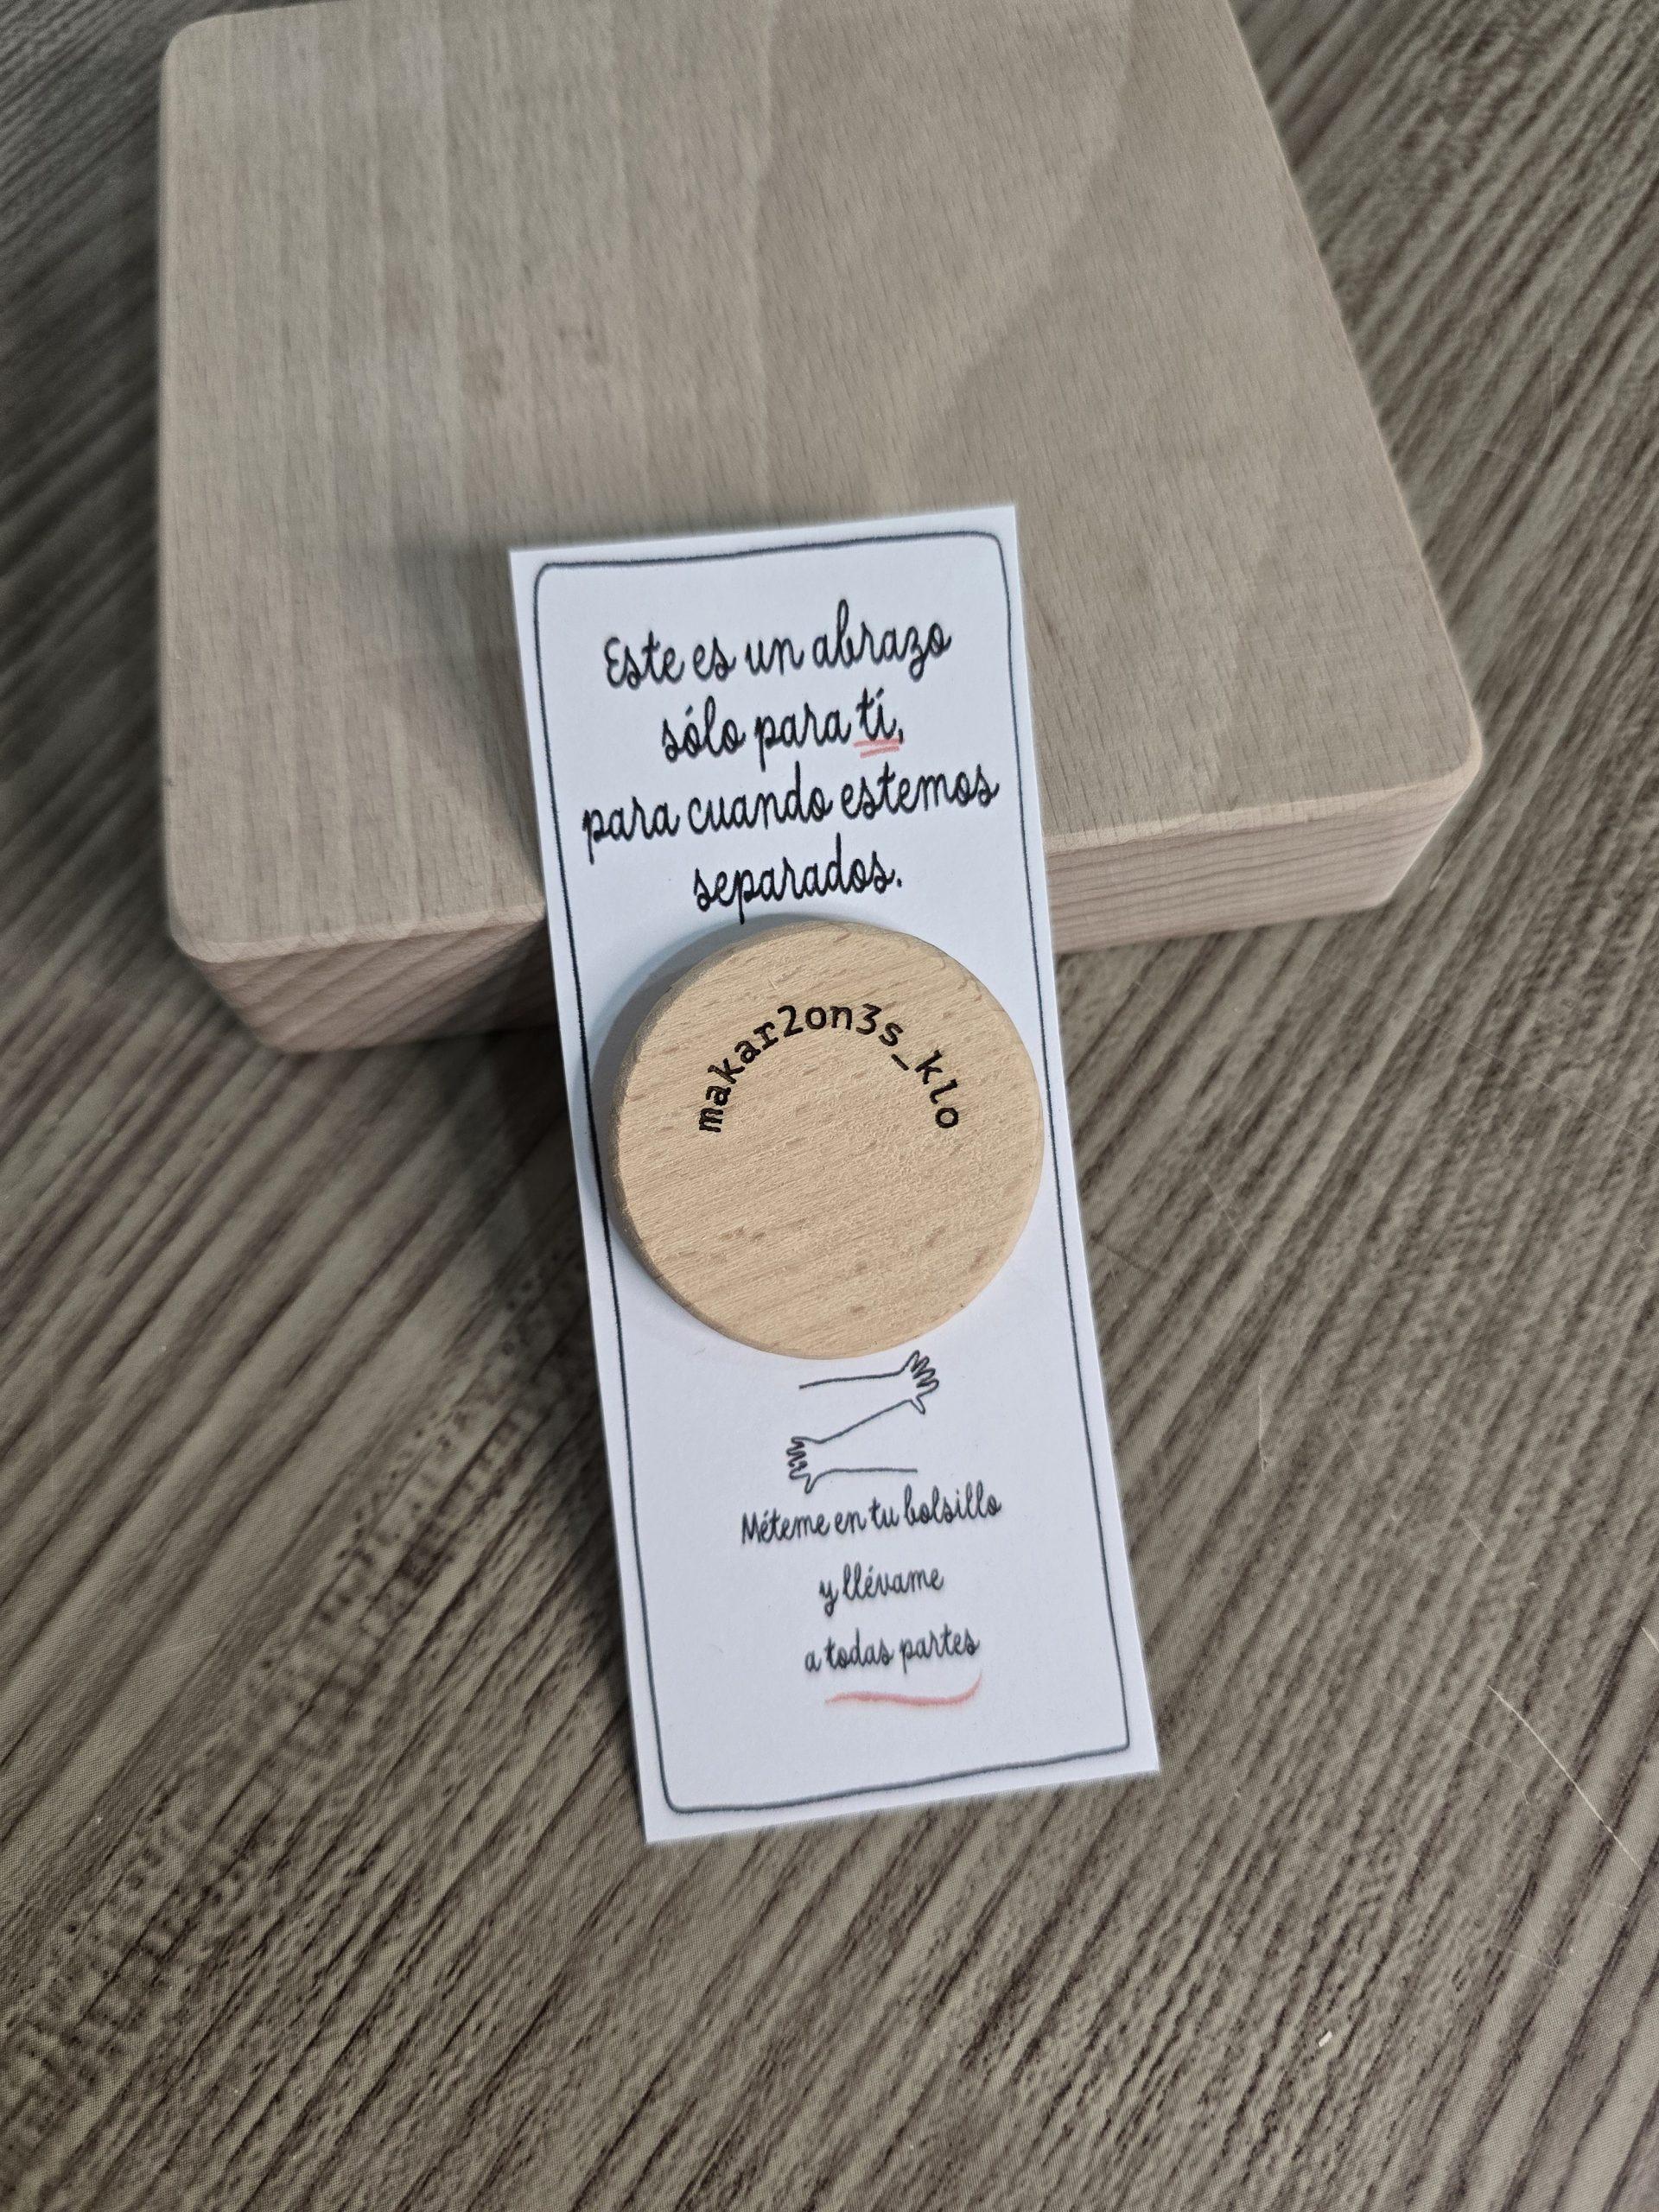 Este es un abrazo
sólo para tí,
para cuando estemos
separados.
makar2on3s_klo
Méteme en tu bolsillo
y llévame
a todas partes